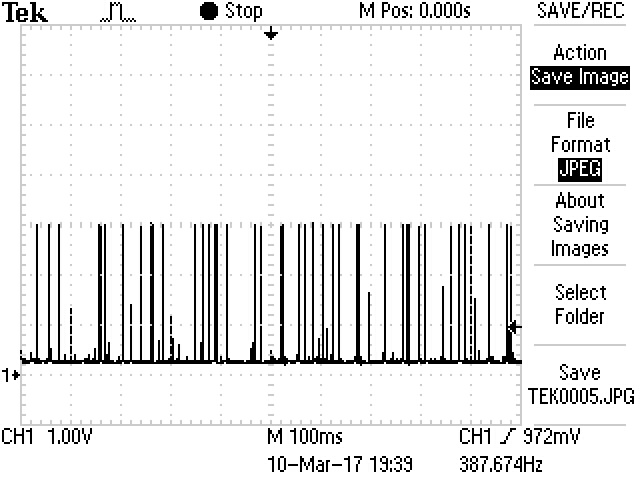 Tek Stop M Pos: 0.000s SAVE/REC
Action
Save Image
File
Format
JPEG
About
Saving
Images
Select
Folder
Save
TEK0005.JPG
1
CH1 1.00V M 100ms CH1 972mV
10-Mar-17 19:39 387.674Hz